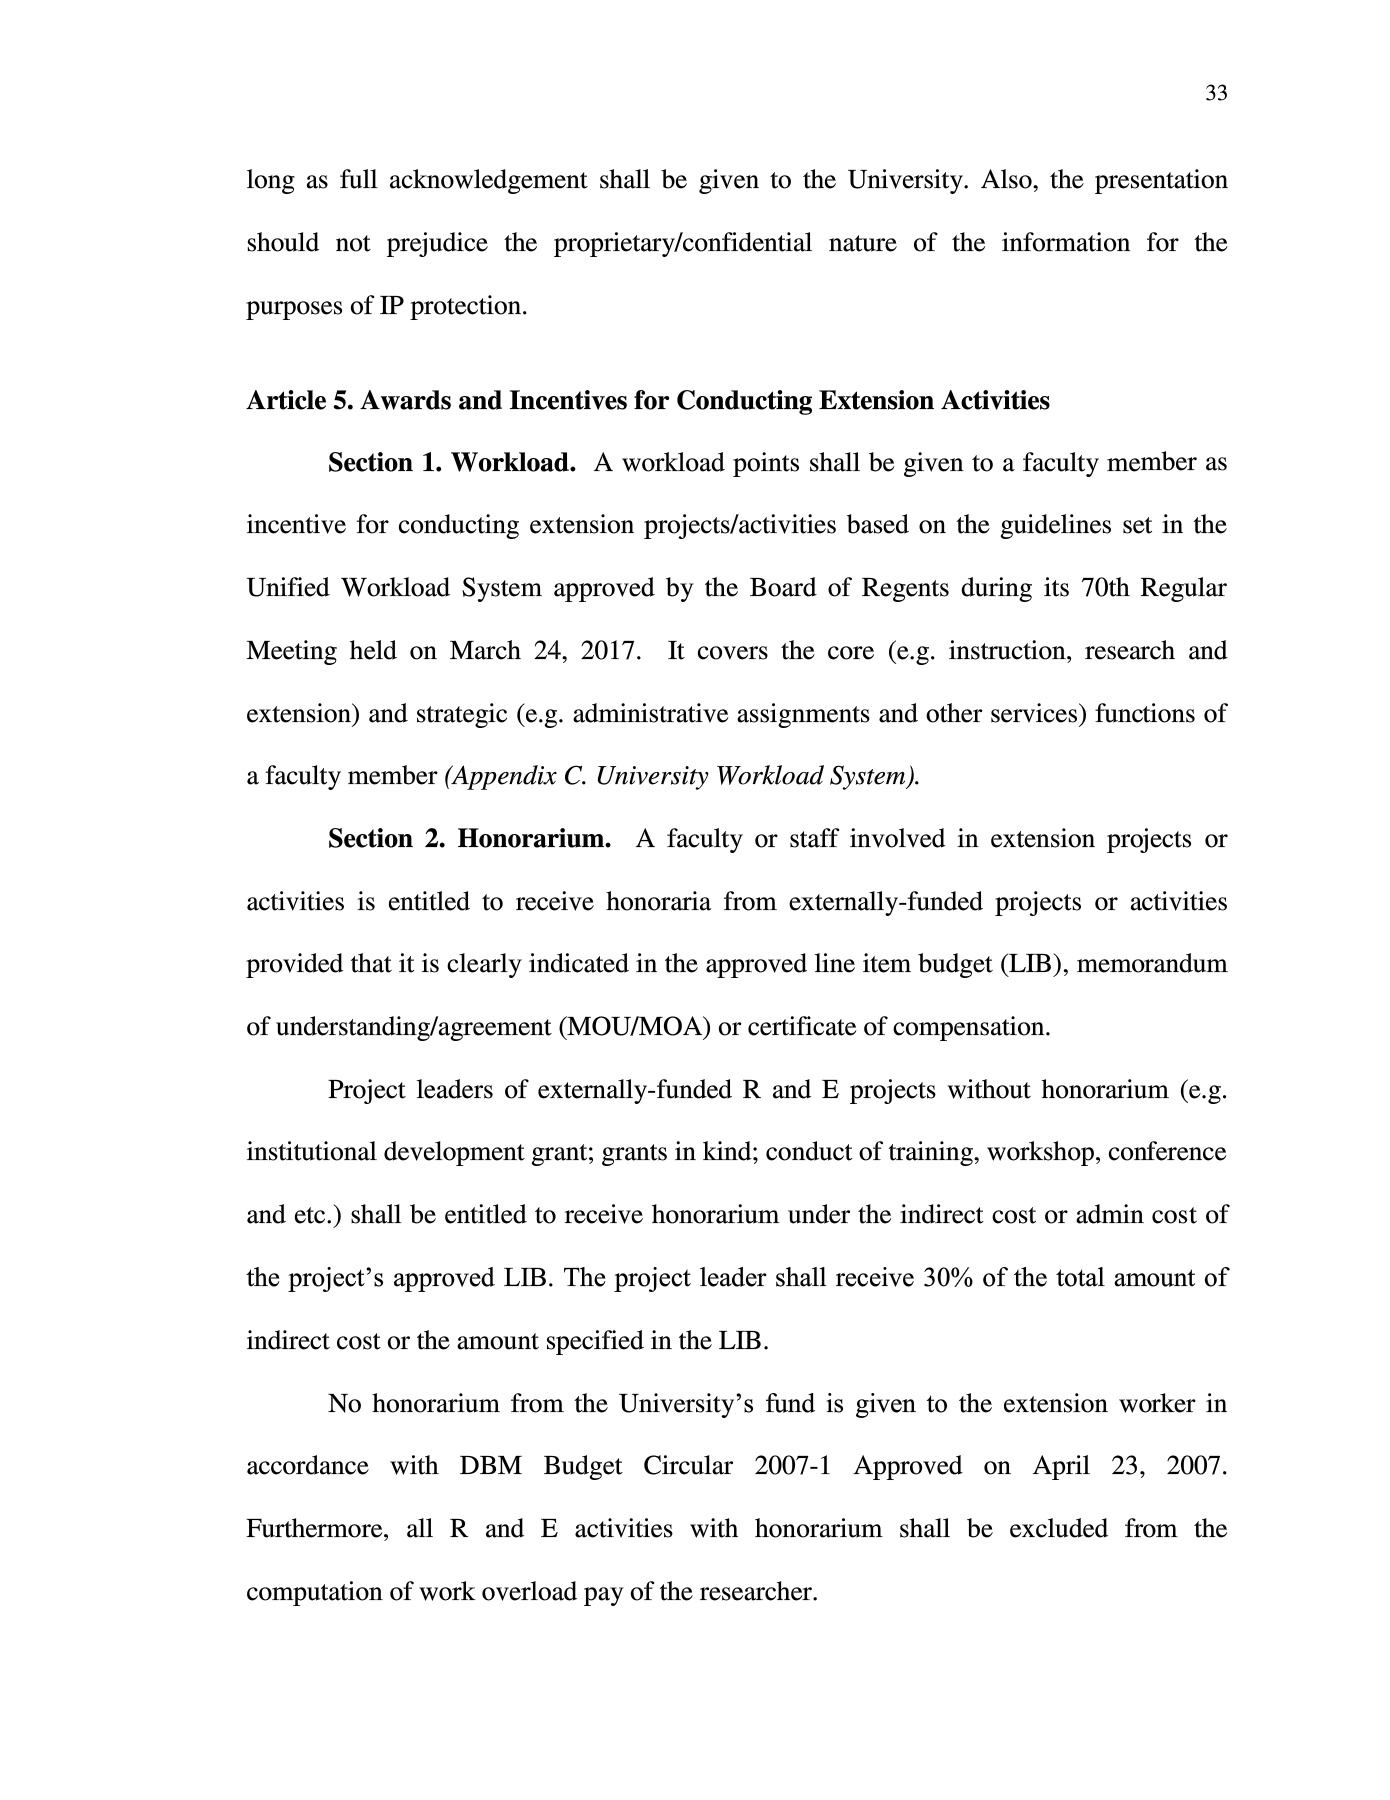 33
long as full acknowledgement shall be given to the University. Also, the presentation
should not prejudice the proprietary/confidential nature of the information for the
purposes of IP protection.
Article 5. Awards and Incentives for Conducting Extension Activities
Section 1. Workload. A workload points shall be given to a faculty member as
incentive for conducting extension projects/activities based on the guidelines set in the
Unified Workload System approved by the Board of Regents during its 70th Regular
Meeting held on March 24, 2017. It covers the core (e.g. instruction, research and
extension) and strategic (e.g. administrative assignments and other services) functions of
a faculty member (Appendix C. University Workload System).
Section 2. Honorarium. A faculty or staff involved in extension projects or
activities is entitled to receive honoraria from externally-funded projects or activities
provided that it is clearly indicated in the approved line item budget (LIB), memorandum
of understanding/agreement (MOU/MOA) or certificate of compensation.
Project leaders of externally-funded R and E projects without honorarium (e.g.
institutional development grant; grants in kind; conduct of training, workshop, conference
and etc.) shall be entitled to receive honorarium under the indirect cost or admin cost of
the project’s approved LIB. The project leader shall receive 30% of the total amount of
indirect cost or the amount specified in the LIB.
No honorarium from the University’s fund is given to the extension worker in
accordance with DBM Budget Circular 2007-1 Approved on April 23, 2007.
Furthermore, all R and E activities with honorarium shall be excluded from the
computation of work overload pay of the researcher.